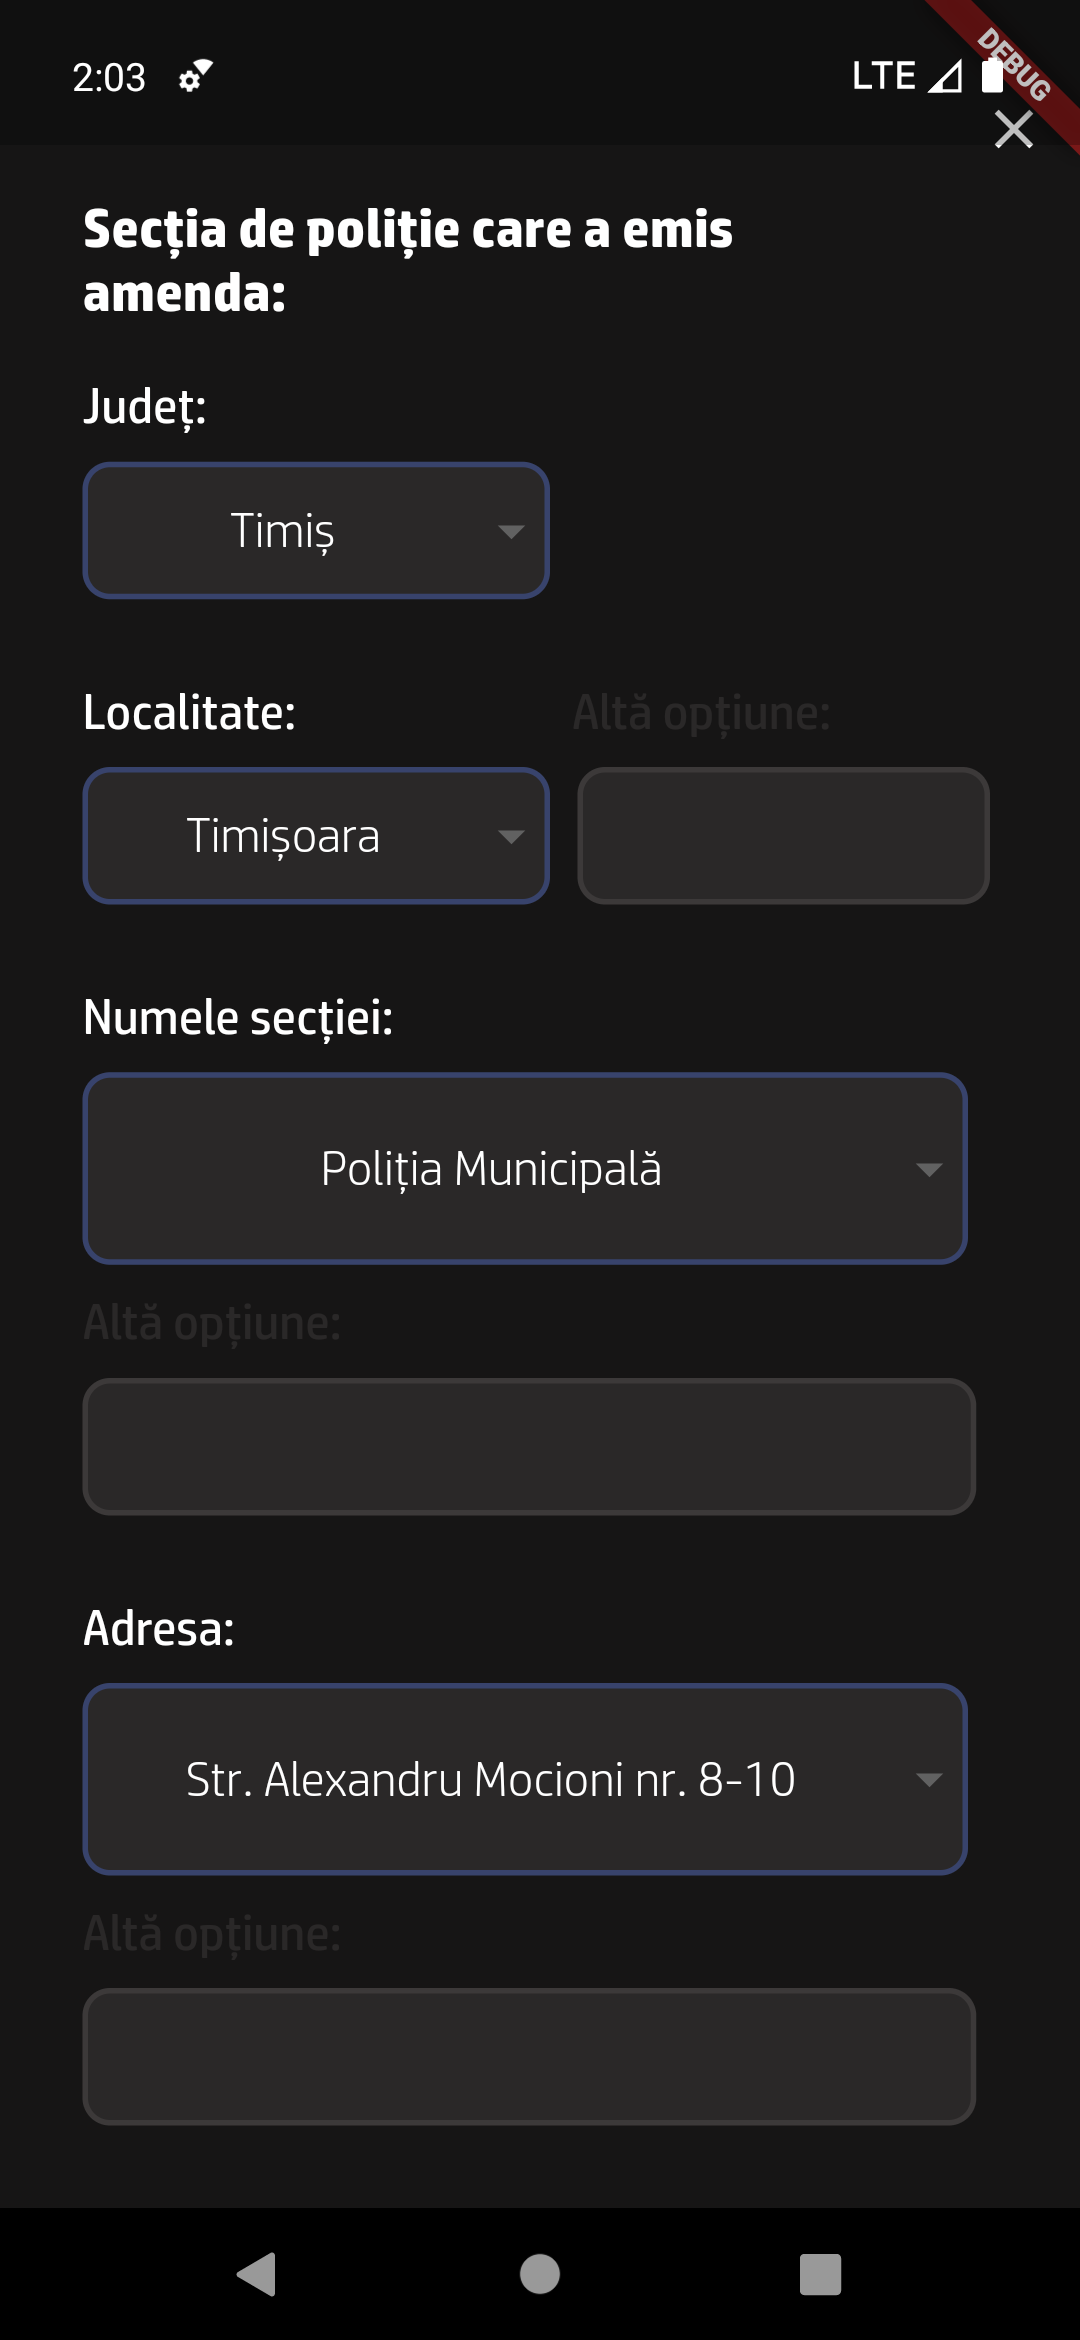 2:03
LTE
DEBUG
Secția de poliție care a emis
amenda:
Județ:
Timiș
Localitate:
Altă opțiune:
Timișoara
Numele secției:
Poliția Municipală
Altă opțiune:
Adresa:
Str. Alexandru Mocioni nr. 8-10
Altă opțiune: